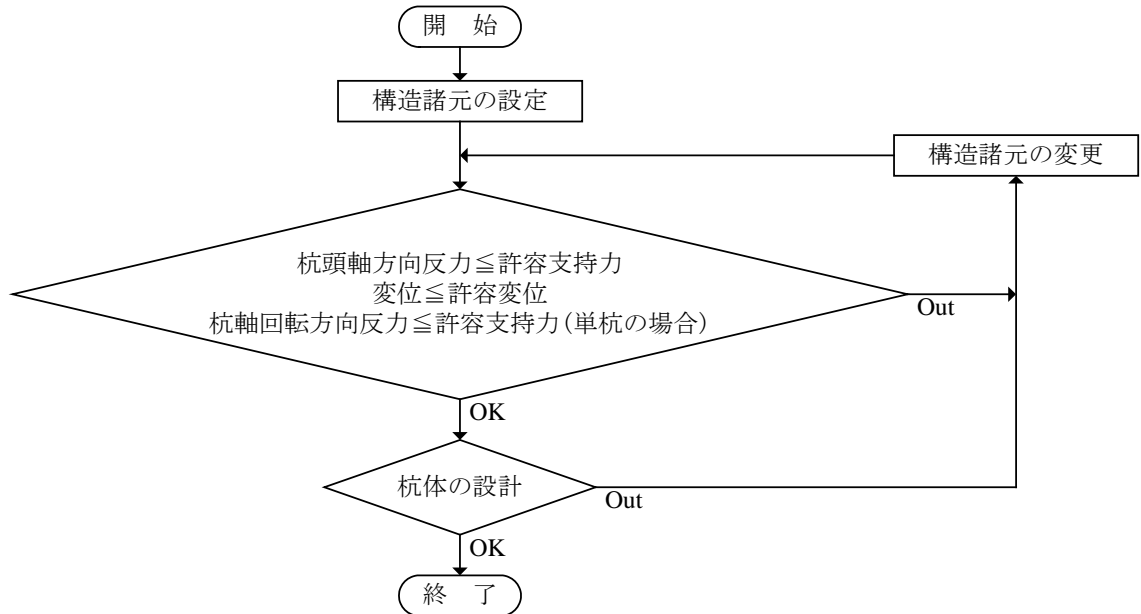 開　始
構造諸元の設定
構造諸元の変更
杭頭軸方向反力≦許容支持力
変位≦許容変位
杭軸回転方向反力≦許容支持力(単杭の場合)
Out
OK
杭体の設計
Out
OK
終　了